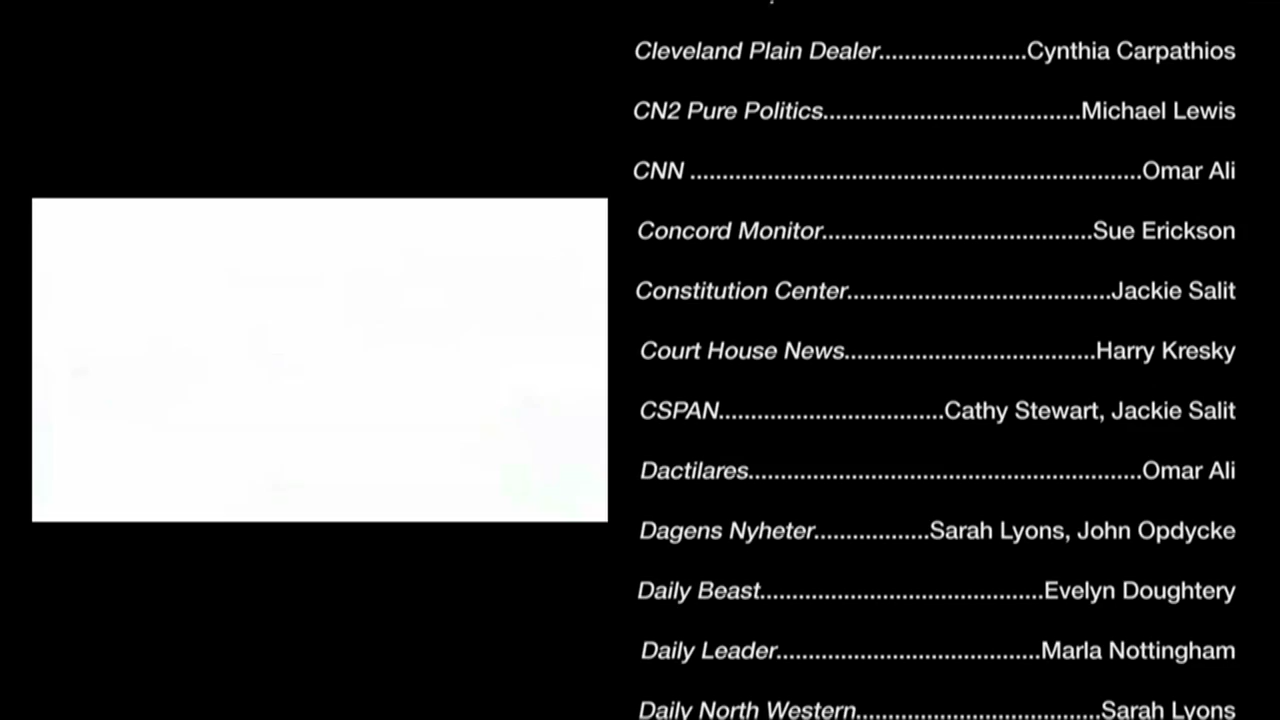 Cleveland Plain Dealer.......................Cynthia Carpathios
CN2 Pure Politics........................................Michael Lewis
CNN ......................................................................Omar Ali
Concord Monitor..........................................Sue Erickson
Constitution Center.........................................Jackie Salit
Court House News.......................................Harry Kresky
CSPAN...................................Cathy Stewart, Jackie Salit
Dactilares.............................................................Omar Ali
Dagens Nyheter..................Sarah Lyons, John Opdycke
Daily Beast............................................Evelyn Doughtery
Daily Leader.........................................Marla Nottingham
Daily North Western......................................Sarah Lyons